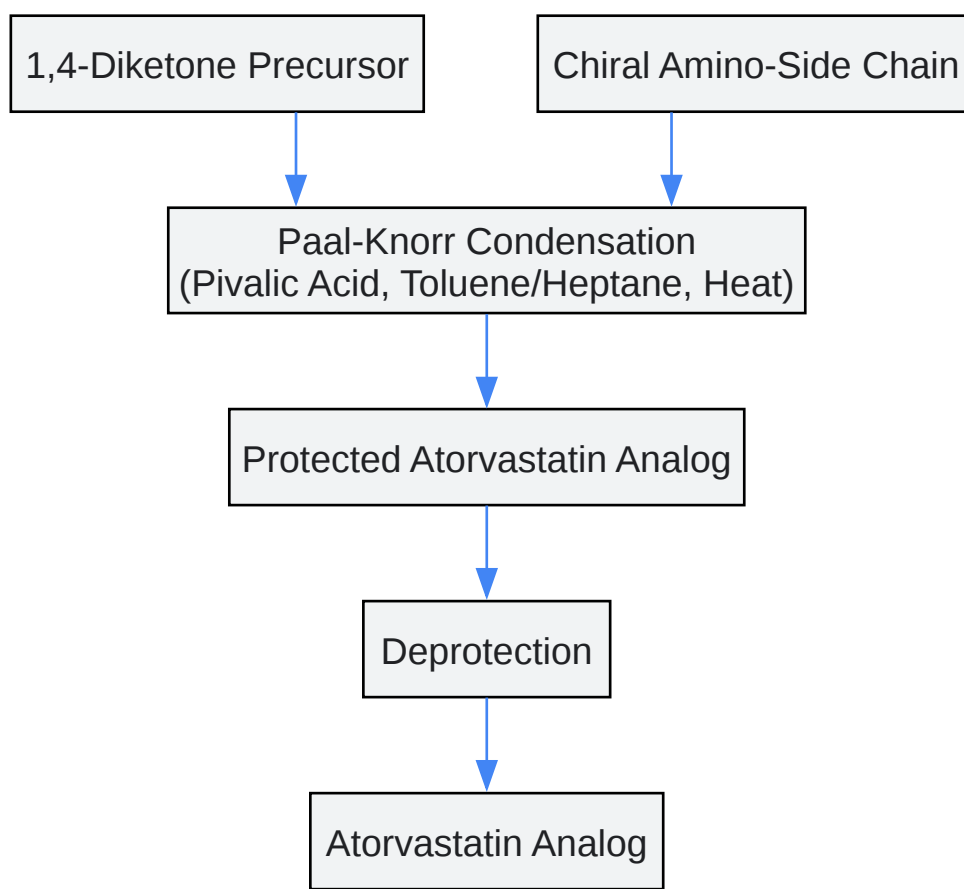 1,4-Diketone Precursor
Chiral Amino-Side Chain
Paal-Knorr Condensation
(Pivalic Acid, Toluene/Heptane, Heat)
Protected Atorvastatin Analog
Deprotection
Atorvastatin Analog